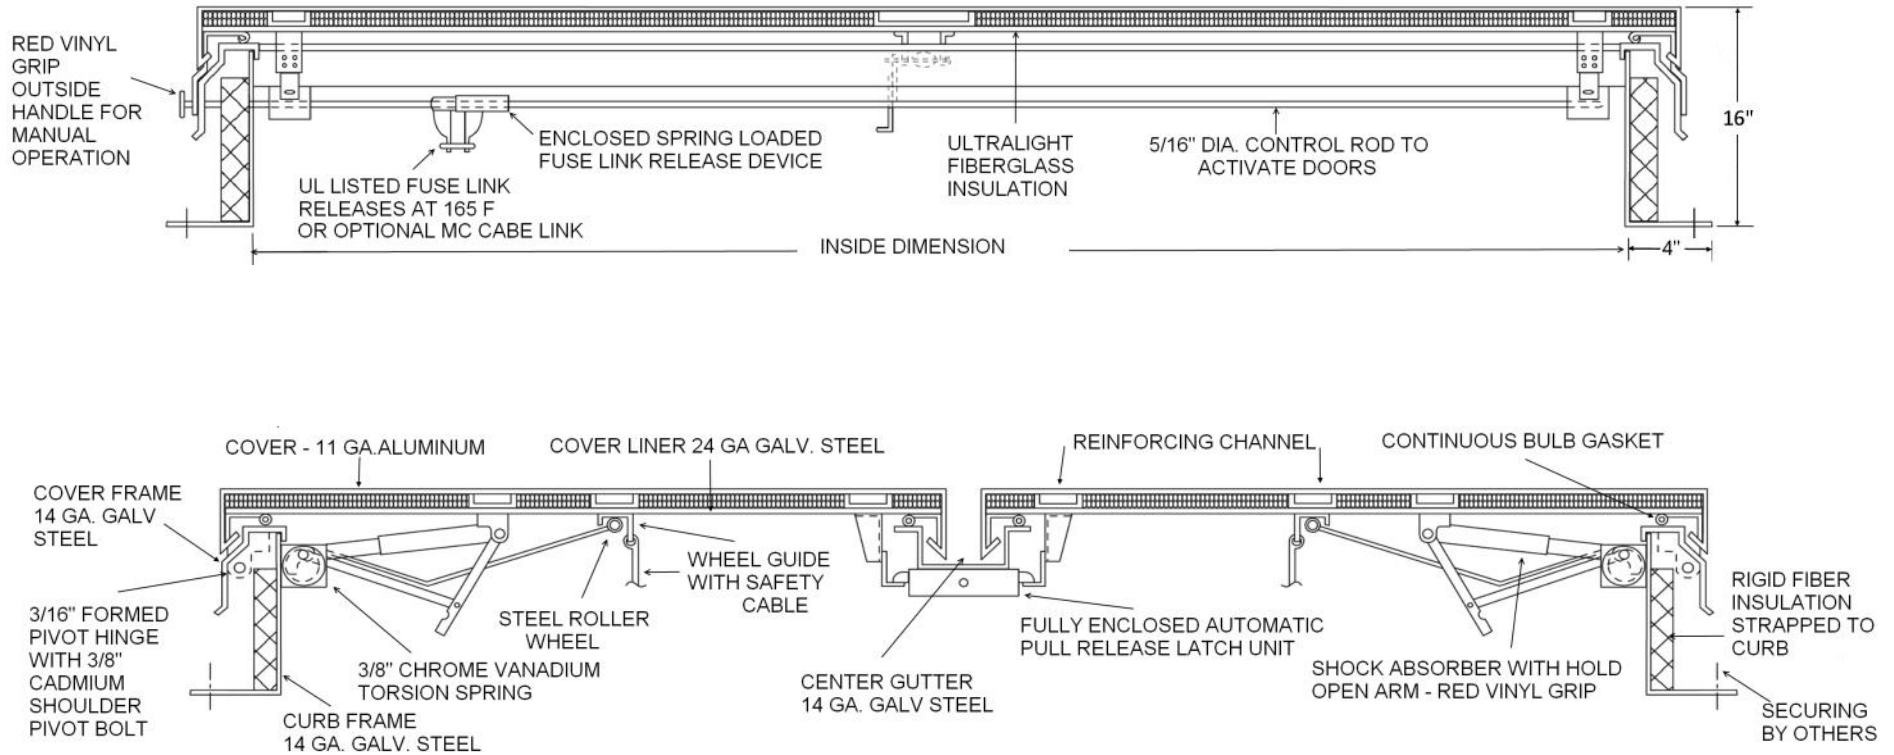 RED VINYL
GRIP
OUTSIDE
HANDLE FOR
MANUAL
OPERATION
ENCLOSED SPRING LOADED
FUSE LINK RELEASE DEVICE
UL LISTED FUSE LINK
RELEASES AT 165 F
OR OPTIONAL MC CABE LINK
ULTRALIGHT
FIBERGLASS
INSULATION
5/16" DIA. CONTROL ROD TO
ACTIVATE DOORS
16"
INSIDE DIMENSION
4"
COVER - 11 GA.ALUMINUM
COVER LINER 24 GA GALV. STEEL
REINFORCING CHANNEL
CONTINUOUS BULB GASKET
COVER FRAME
14 GA. GALV
STEEL
3/16" FORMED
PIVOT HINGE
WITH 3/8"
CADMIUM
SHOULDER
PIVOT BOLT
CURB FRAME
14 GA. GALV. STEEL
3/8" CHROME VANADIUM
TORSION SPRING
STEEL ROLLER
WHEEL
WHEEL GUIDE
WITH SAFETY
CABLE
CENTER GUTTER
14 GA. GALV STEEL
FULLY ENCLOSED AUTOMATIC
PULL RELEASE LATCH UNIT
SHOCK ABSORBER WITH HOLD
OPEN ARM - RED VINYL GRIP
RIGID FIBER
INSULATION
STRAPPED TO
CURB
SECURING
BY OTHERS